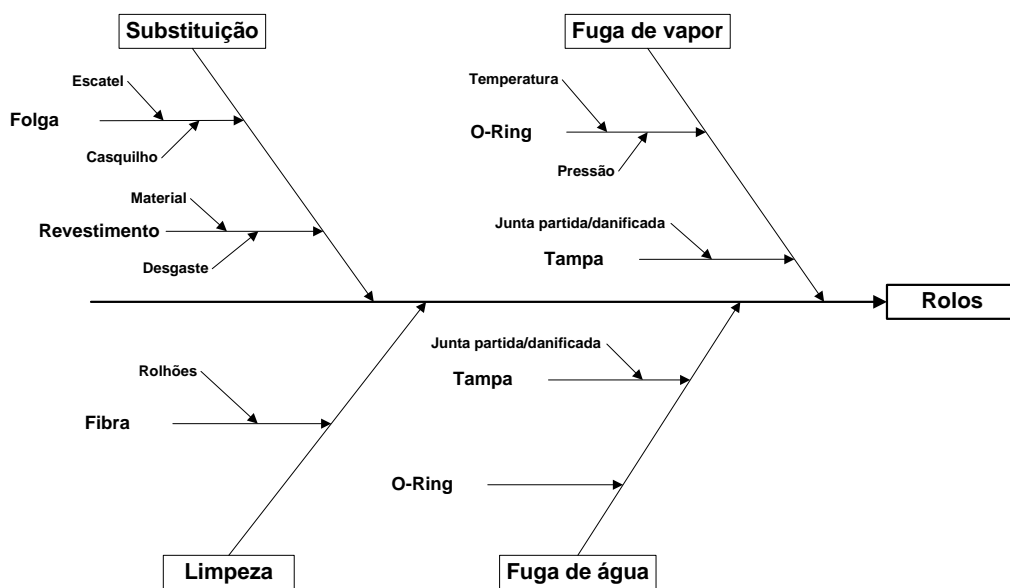 Substituição
Fuga de vapor
Escatel
Folga
Casquilho
Material
Revestimento
Desgaste
Temperatura
O-Ring
Pressão
Junta partida/danificada
Tampa
Rolos
Rolhões
Fibra
Junta partida/danificada
Tampa
O-Ring
Limpeza
Fuga de água